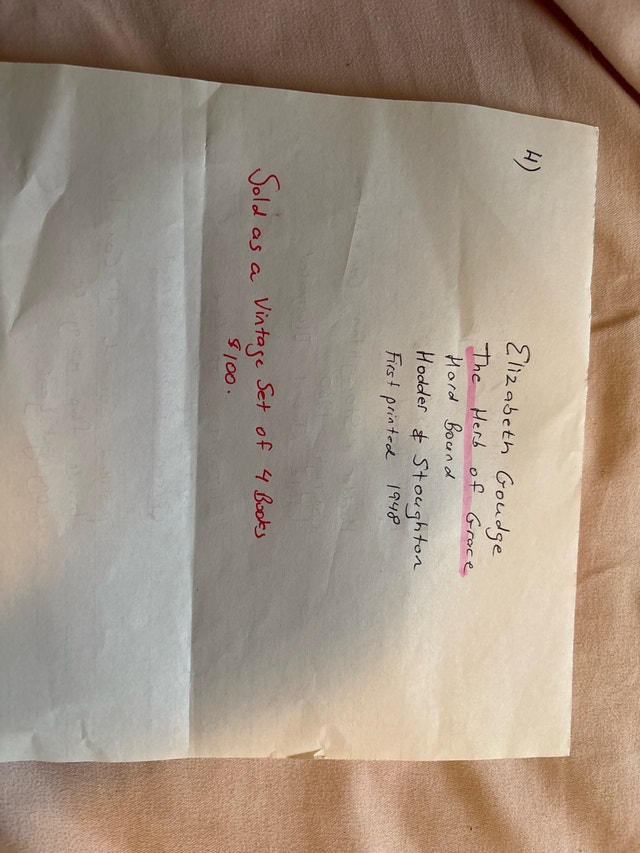 4)
Elizabeth Goudge
The Herb of Grace
Hard Bound
Hodder & Stoughton
First printed 1948
Sold as a Vintage Set of 4 Books
$100.